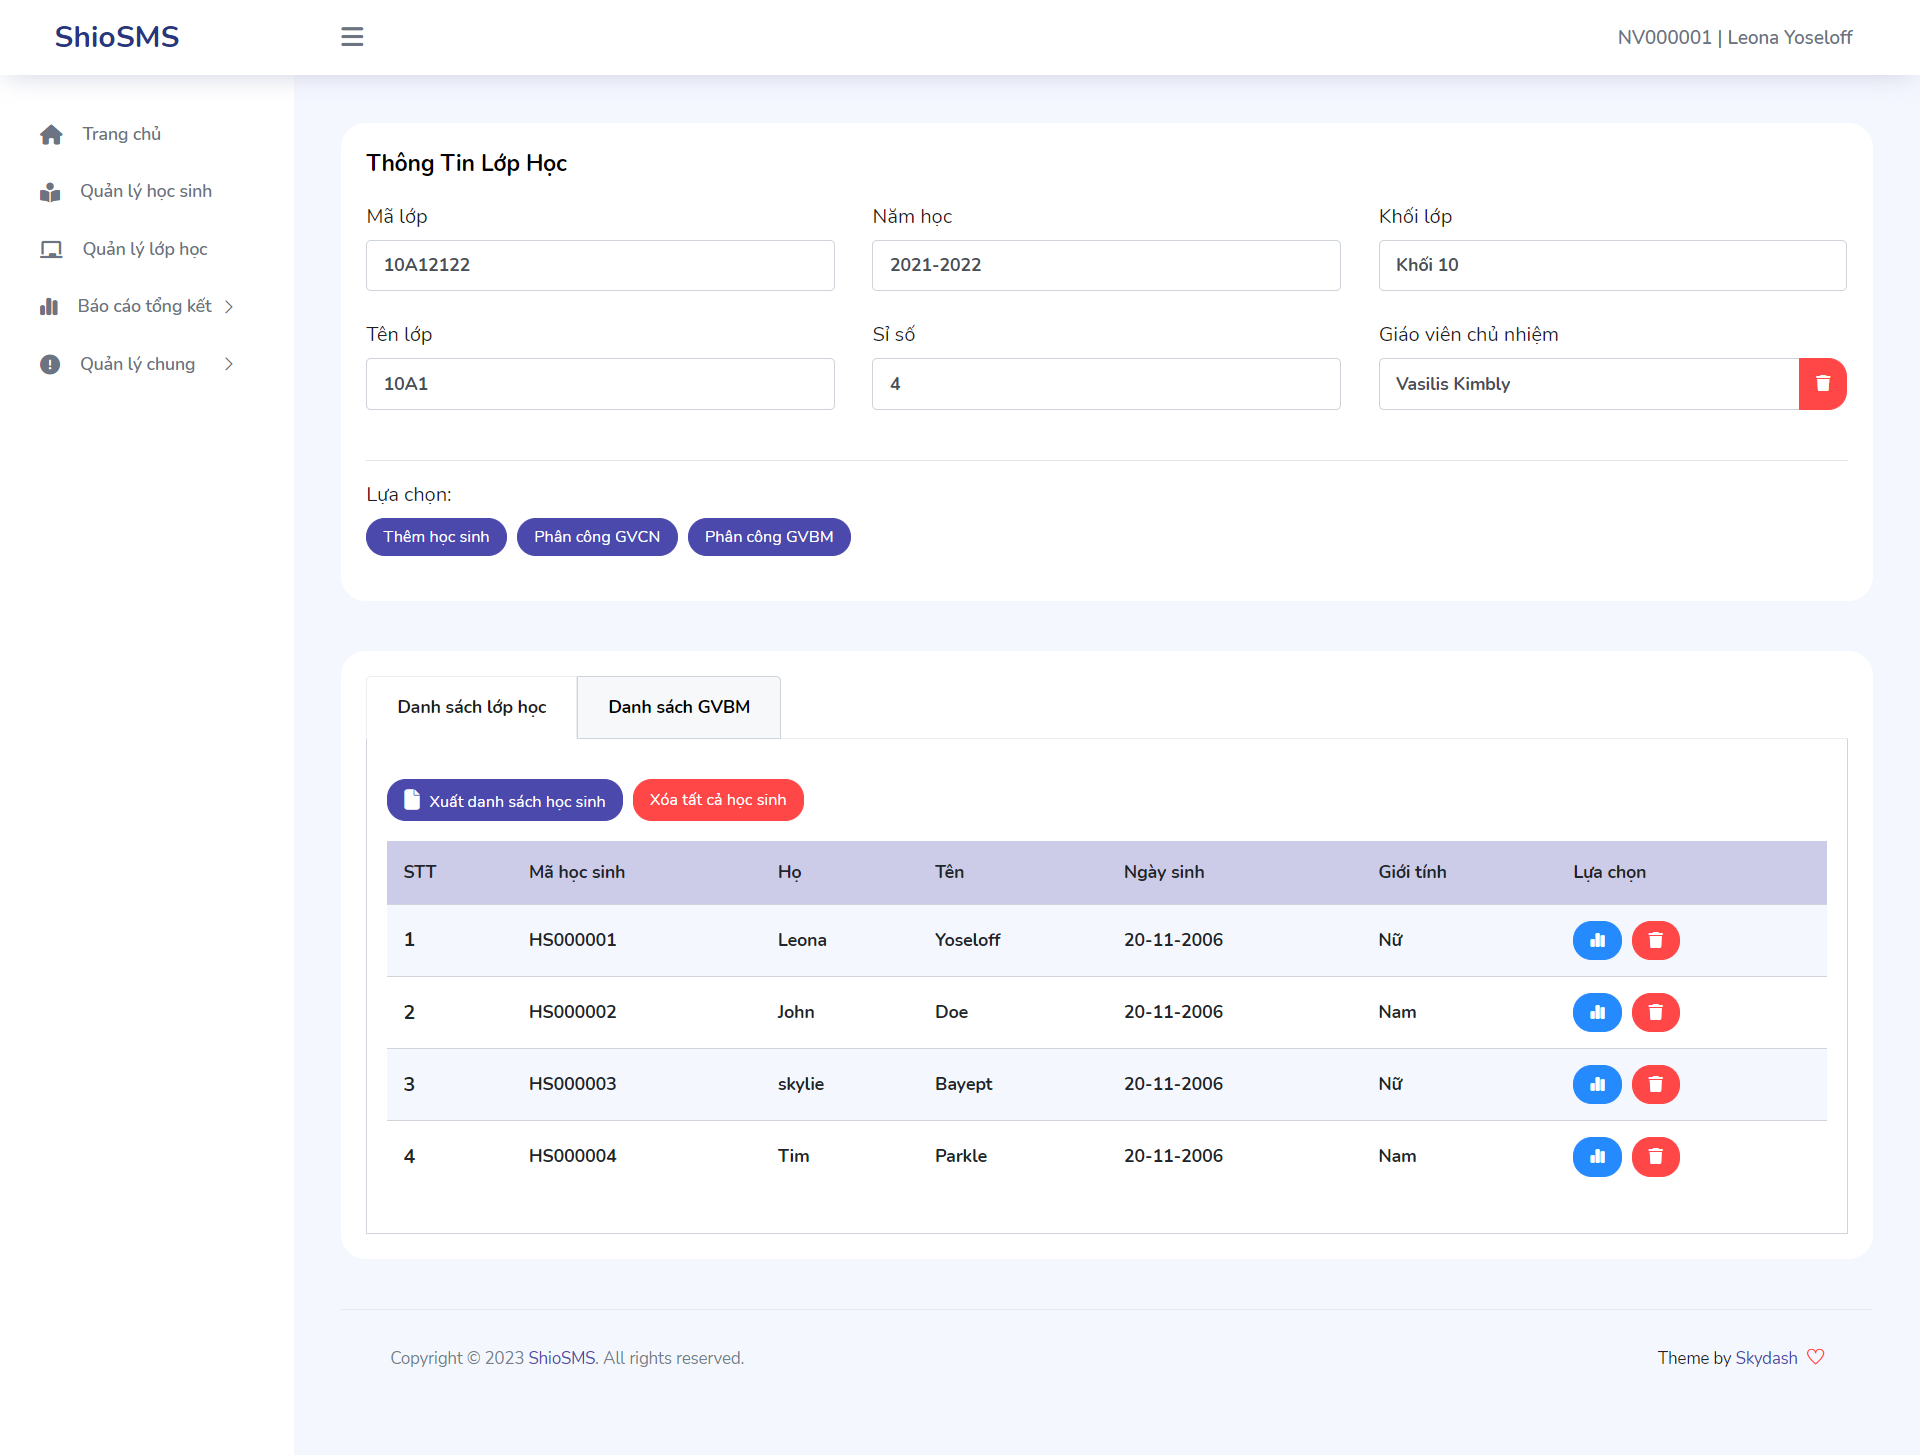 ShioSMS
NV000001 | Leona Yoseloff
Trang chủ
Quản lý học sinh
Quản lý lớp học
Báo cáo tổng kết
Quản lý chung
Thông Tin Lớp Học
Mã lớp
Năm học
Khối lớp
10A12122
2021-2022
Khối 10
Tên lớp
Sỉ số
Giáo viên chủ nhiệm
10A1
4
Vasilis Kimbly
Lựa chọn:
Thêm học sinh
Phân công GVCN
Phân công GVBM
Danh sách lớp học
Danh sách GVBM
Xuất danh sách học sinh
Xóa tất cả học sinh
STT Mã học sinh Họ Tên Ngày sinh Giới tính Lựa chọn
1 HS000001 Leona Yoseloff 20-11-2006 Nữ
2 HS000002 John Doe 20-11-2006 Nam
3 HS000003 skylie Bayept 20-11-2006 Nữ
4 HS000004 Tim Parkle 20-11-2006 Nam
Copyright © 2023 ShioSMS. All rights reserved.
Theme by Skydash